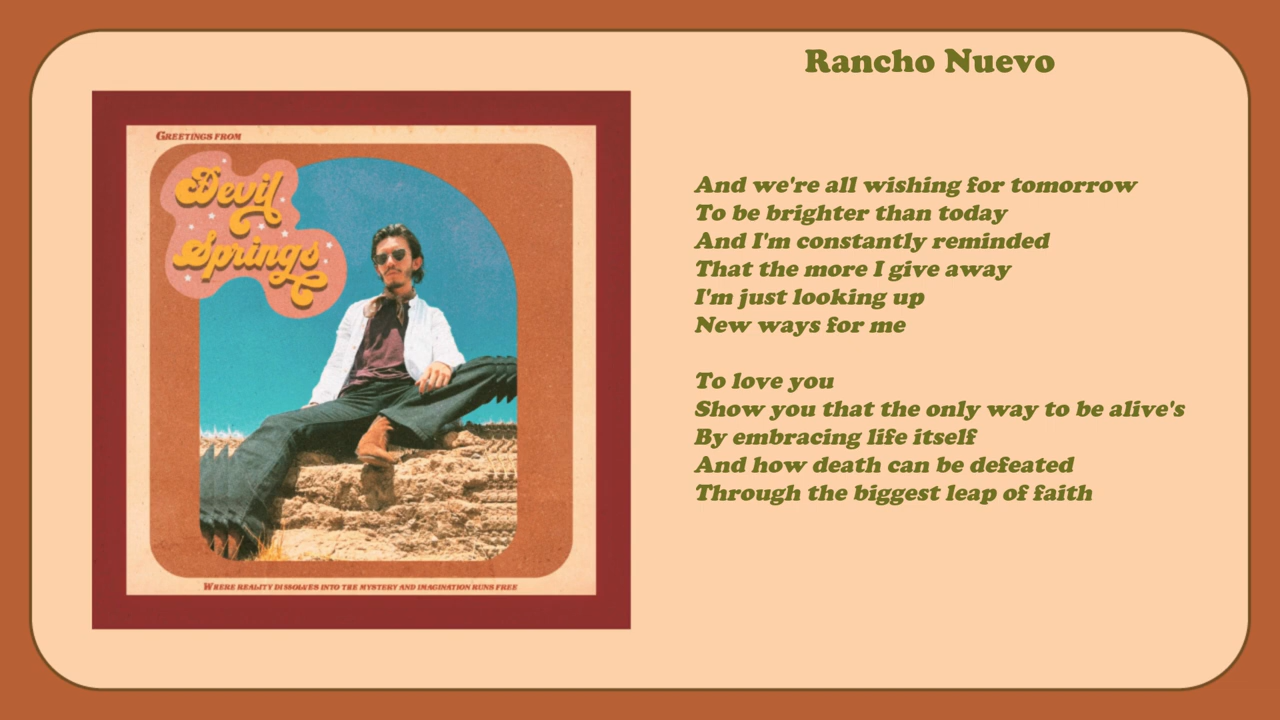 Rancho Nuevo
GREETINGS FROM
Devil
Springs
WHERE REALITY DISSOLVES INTO THE MYSTERY AND IMAGINATION RUNS FREE
And we're all wishing for tomorrow
To be brighter than today
And I'm constantly reminded
That the more I give away
I'm just looking up
New ways for me
To love you
Show you that the only way to be alive's
By embracing life itself
And how death can be defeated
Through the biggest leap of faith